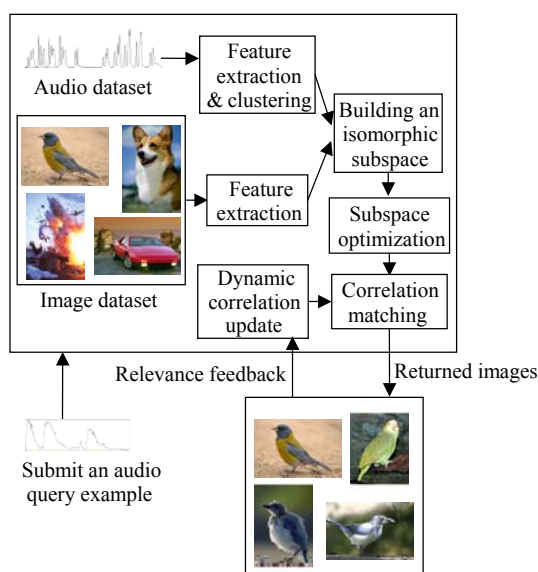 Audio dataset
Feature
extraction
& clustering
Building an
isomorphic
subspace
Feature
extraction
Subspace
optimization
Image dataset
Dynamic
correlation
update
Correlation
matching
Relevance feedback
Returned images
Submit an audio
query example